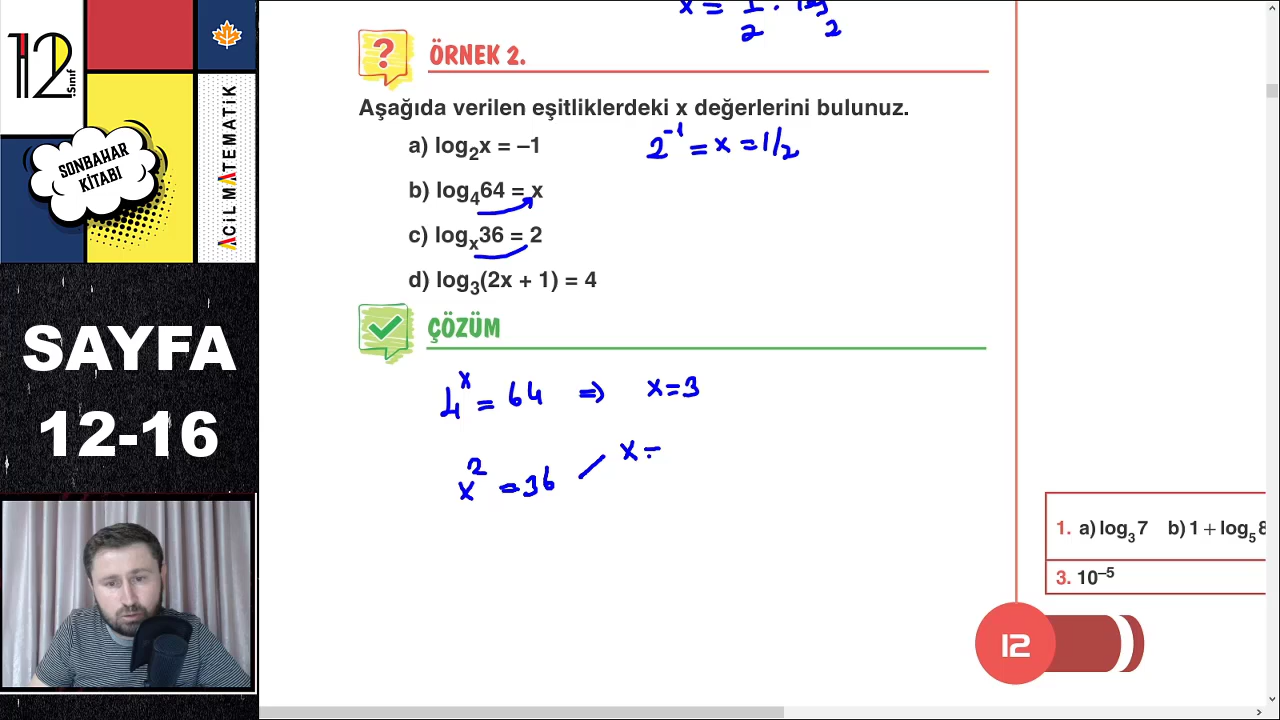 12
.Sınıf
SONBAHAR
KİTABI
ACİLMATEMATİK
SAYFA
12-16
ÖRNEK 2.
Aşağıda verilen eşitliklerdeki x değerlerini bulunuz.
a) log₂x = –1
2⁻¹ = x = 1/2
b) log₄64 = x
c) logₓ36 = 2
d) log₃(2x + 1) = 4
ÇÖZÜM
4ˣ = 64 ⇒ x = 3
x² = 36 x =
1. a) log₃7 b) 1 + log₅8
3. 10⁻⁵
12